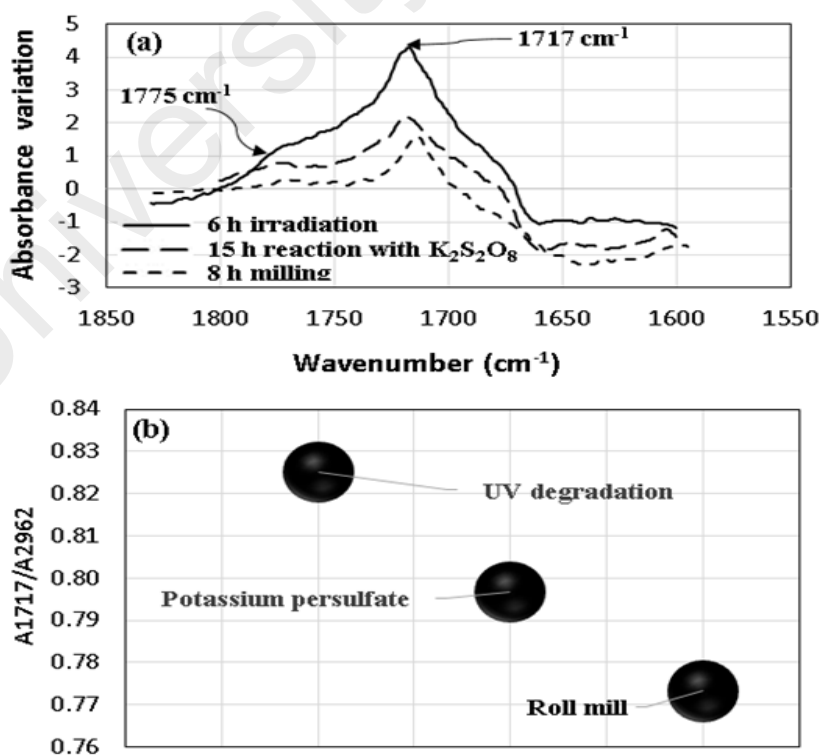 University
(a)
1717 cm-1
1775 cm-1
Absorbance variation
5
4
3
2
1
0
-1
-2
-3
6 h irradiation
15 h reaction with K2S2O8
8 h milling
1850 1800 1750 1700 1650 1600 1550
Wavenumber (cm-1)
(b)
A1717/A2962
0.84
0.83
0.82
0.81
0.80
0.79
0.78
0.77
0.76
UV degradation
Potassium persulfate
Roll mill